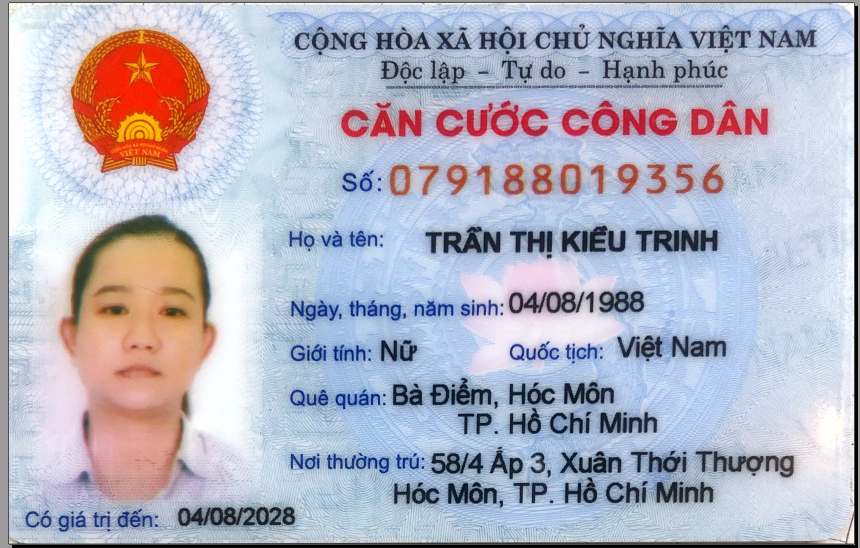 CỘNG HÒA XÃ HỘI CHỦ NGHĨA VIỆT NAM
Độc lập – Tự do – Hạnh phúc
CĂN CƯỚC CÔNG DÂN
Số: 079188019356
Họ và tên: TRẦN THỊ KIỀU TRINH
Ngày, tháng, năm sinh: 04/08/1988
Giới tính: Nữ Quốc tịch: Việt Nam
Quê quán: Bà Điểm, Hóc Môn
TP. Hồ Chí Minh
Nơi thường trú: 58/4 Ấp 3, Xuân Thới Thượng
Hóc Môn, TP. Hồ Chí Minh
Có giá trị đến: 04/08/2028
VIỆT NAM